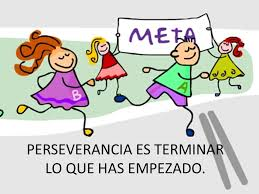 META
B
A
PERSEVERANCIA ES TERMINAR
LO QUE HAS EMPEZADO.